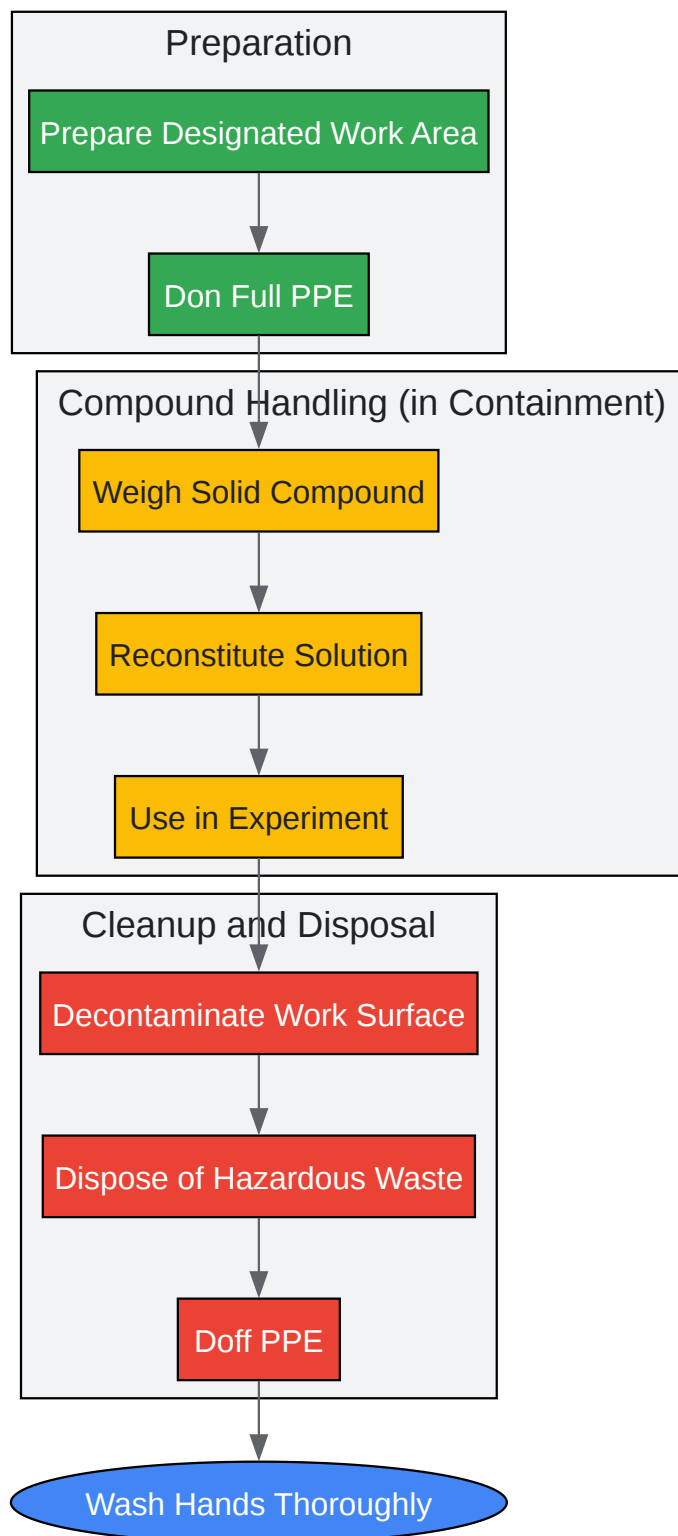 Preparation
Prepare Designated Work Area
Don Full PPE
Compound Handling (in Containment)
Weigh Solid Compound
Reconstitute Solution
Use in Experiment
Cleanup and Disposal
Decontaminate Work Surface
Dispose of Hazardous Waste
Doff PPE
Wash Hands Thoroughly